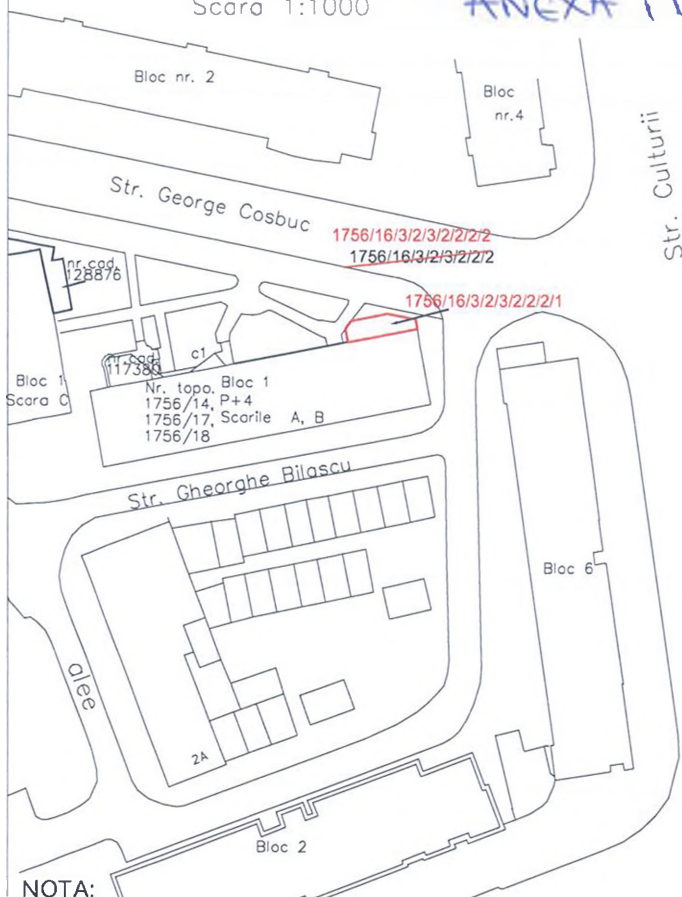 Scara 1:1000
ANEXA
Bloc nr. 2
Bloc
nr.4
Str. Culturii
Str. George Cosbuc
1756/16/3/2/3/2/2/2/2
1756/16/3/2/3/2/2/2
1756/16/3/2/3/2/2/2/1
nr.cad.
128876
nr.cad.
117380
c1
Bloc 1
Scara C
Nr. topo. Bloc 1
1756/14, P+4
1756/17, Scarile A, B
1756/18
Str. Gheorghe Bilascu
Bloc 6
alee
2A
Bloc 2
NOTA: